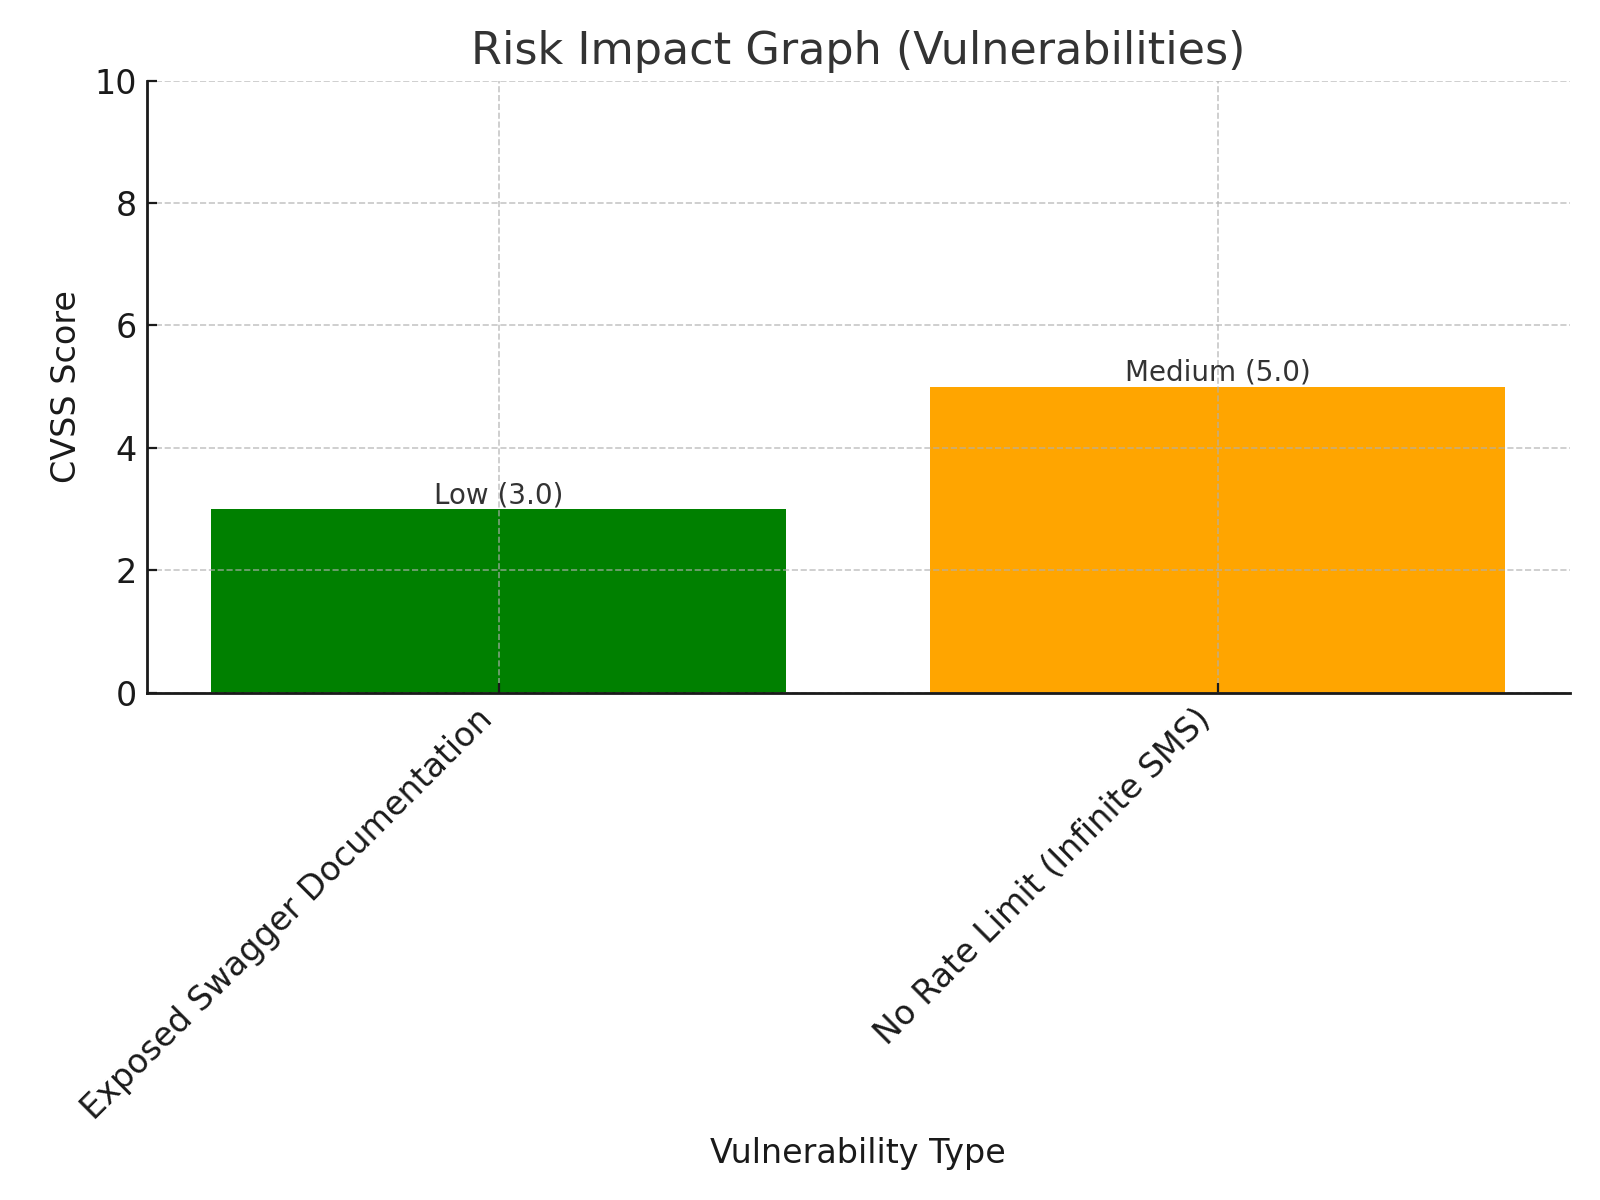 Risk Impact Graph (Vulnerabilities)
10
8
6
4
2
0
CVSS Score
Low (3.0)
Medium (5.0)
Exposed Swagger Documentation
No Rate Limit (Infinite SMS)
Vulnerability Type